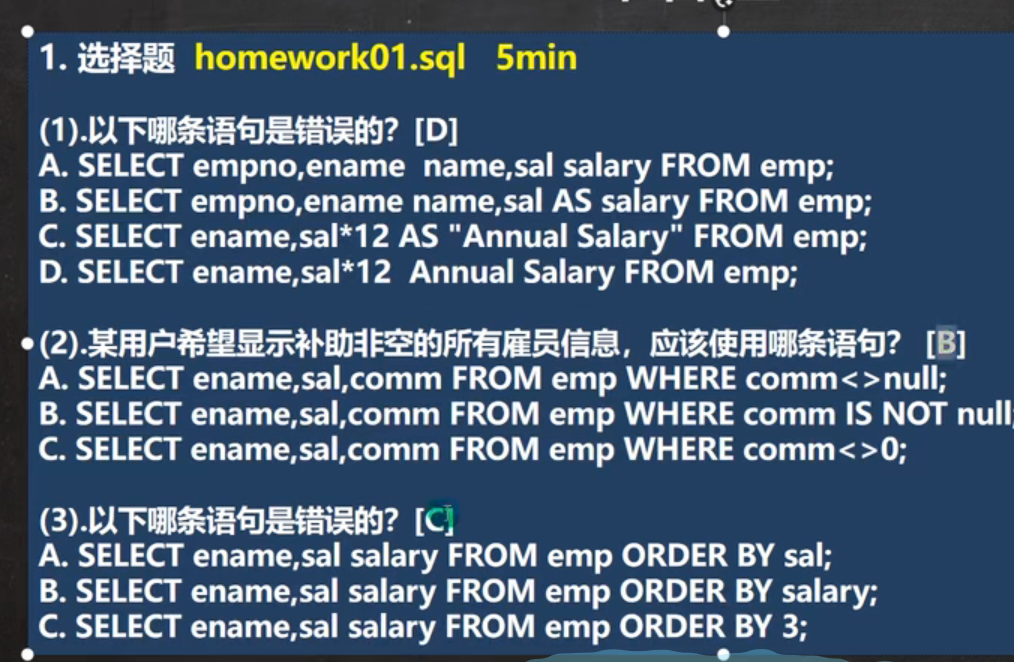 1. 选择题 homework01.sql 5min
(1).以下哪条语句是错误的？[D]
A. SELECT empno,ename name,sal salary FROM emp;
B. SELECT empno,ename name,sal AS salary FROM emp;
C. SELECT ename,sal*12 AS "Annual Salary" FROM emp;
D. SELECT ename,sal*12 Annual Salary FROM emp;
(2).某用户希望显示补助非空的所有雇员信息，应该使用哪条语句？ [B]
A. SELECT ename,sal,comm FROM emp WHERE comm<>null;
B. SELECT ename,sal,comm FROM emp WHERE comm IS NOT null;
C. SELECT ename,sal,comm FROM emp WHERE comm<>0;
(3).以下哪条语句是错误的？[C]
A. SELECT ename,sal salary FROM emp ORDER BY sal;
B. SELECT ename,sal salary FROM emp ORDER BY salary;
C. SELECT ename,sal salary FROM emp ORDER BY 3;